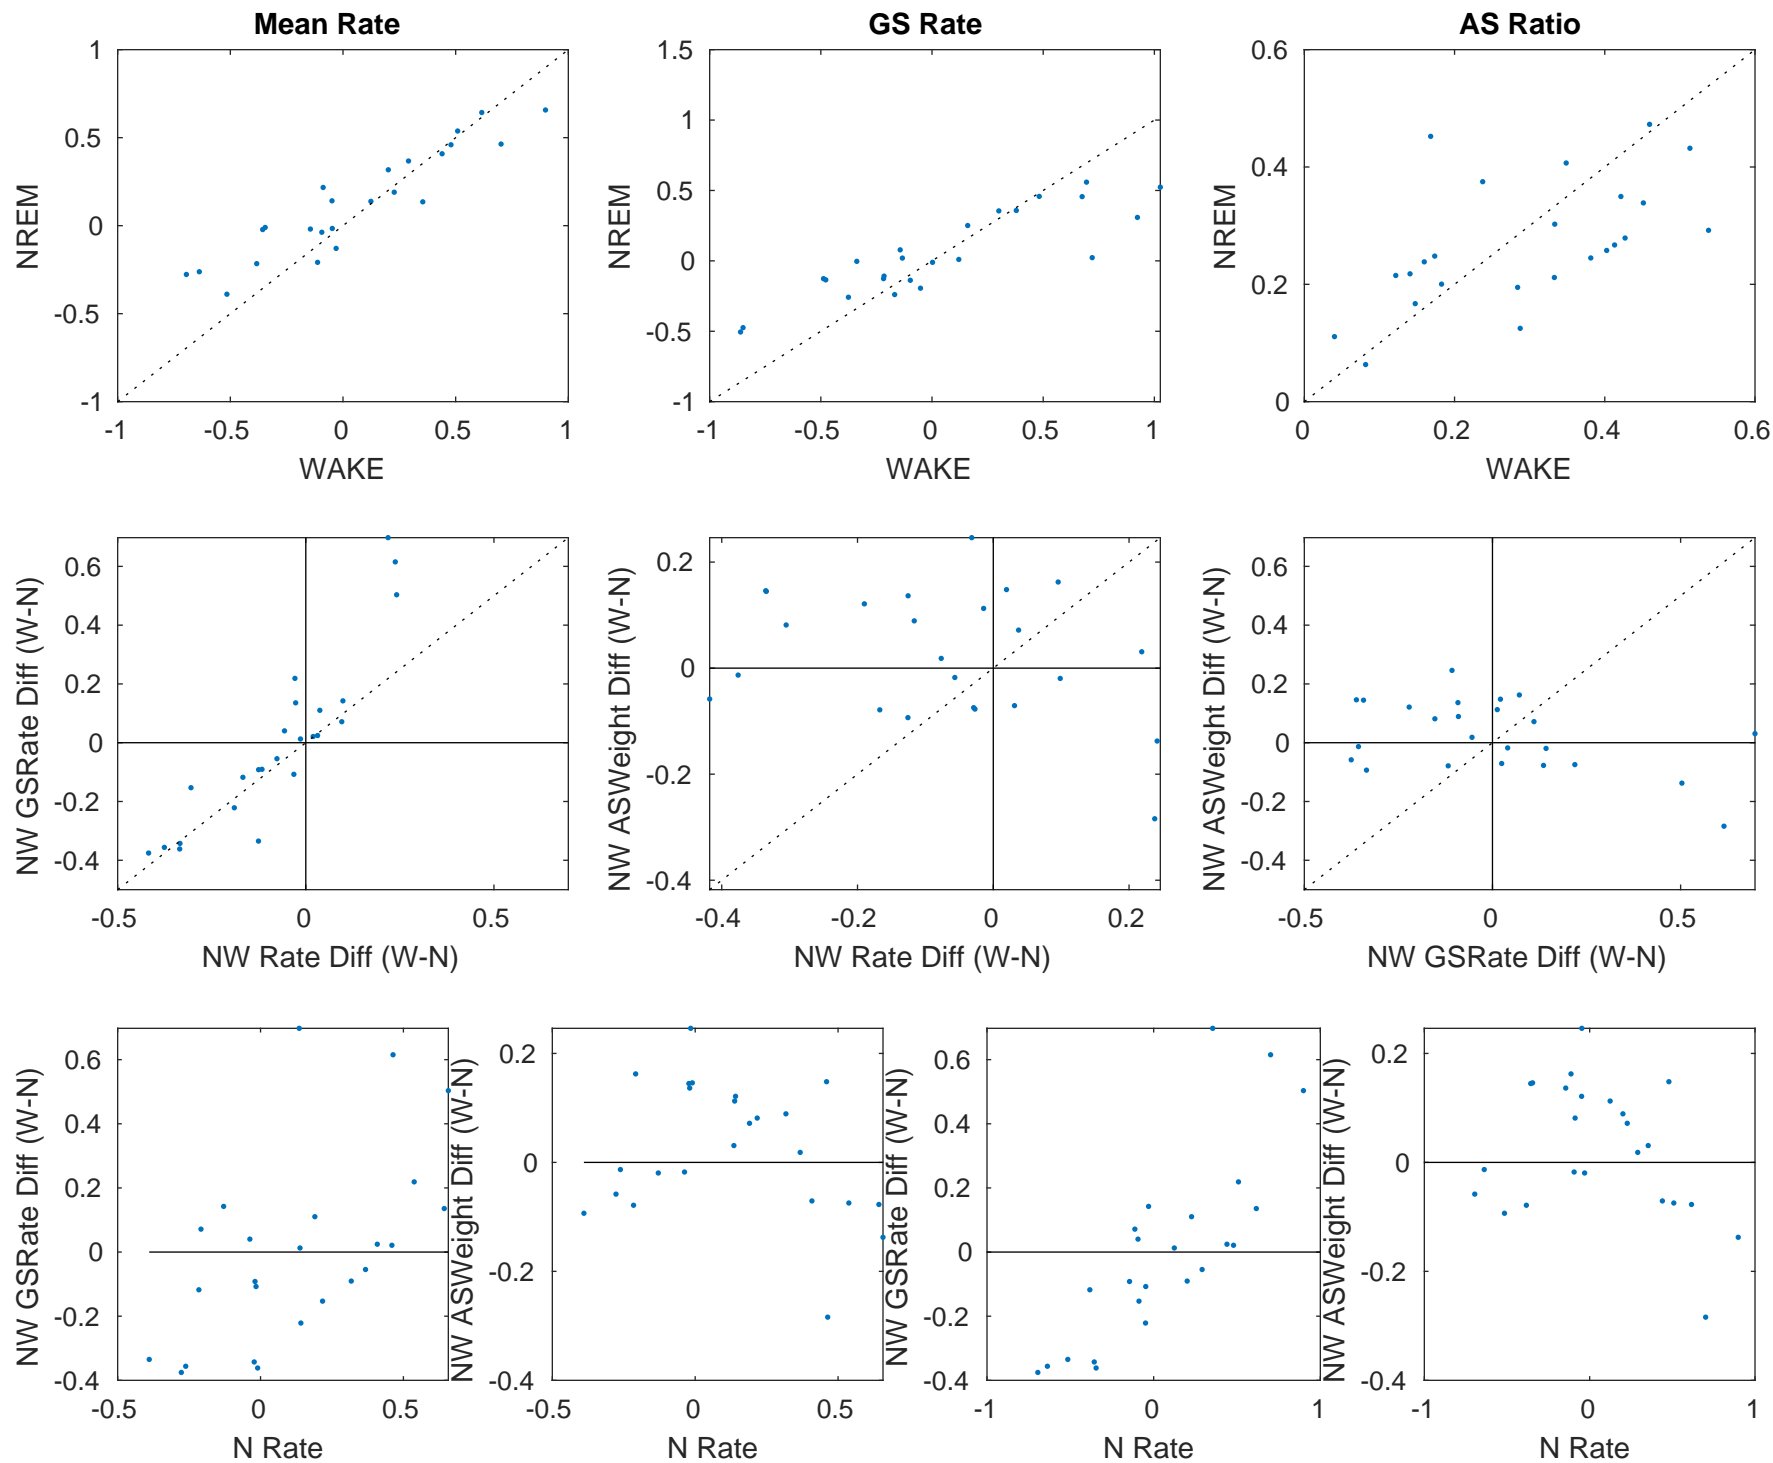 Mean Rate
GS Rate
AS Ratio
1
0.5
0
-0.5
-1
NREM
-1 -0.5 0 0.5 1
WAKE
1.5
1
0.5
0
-0.5
-1
NREM
-1 -0.5 0 0.5 1
WAKE
0.6
0.4
0.2
0
NREM
0 0.2 0.4 0.6
WAKE
0.6
0.4
0.2
0
-0.2
-0.4
NW GSRate Diff (W-N)
-0.5 0 0.5
NW Rate Diff (W-N)
0.2
0
-0.2
-0.4
NW ASWeight Diff (W-N)
-0.4 -0.2 0 0.2
NW Rate Diff (W-N)
0.6
0.4
0.2
0
-0.2
-0.4
NW ASWeight Diff (W-N)
-0.5 0 0.5
NW GSRate Diff (W-N)
0.6
0.4
0.2
0
-0.2
-0.4
NW GSRate Diff (W-N)
-0.5 0 0.5
N Rate
0.2
0
-0.2
-0.4
NW ASWeight Diff (W-N)
-0.5 0 0.5
N Rate
0.6
0.4
0.2
0
-0.2
-0.4
NW GSRate Diff (W-N)
-1 0 1
N Rate
0.2
0
-0.2
-0.4
NW ASWeight Diff (W-N)
-1 0 1
N Rate